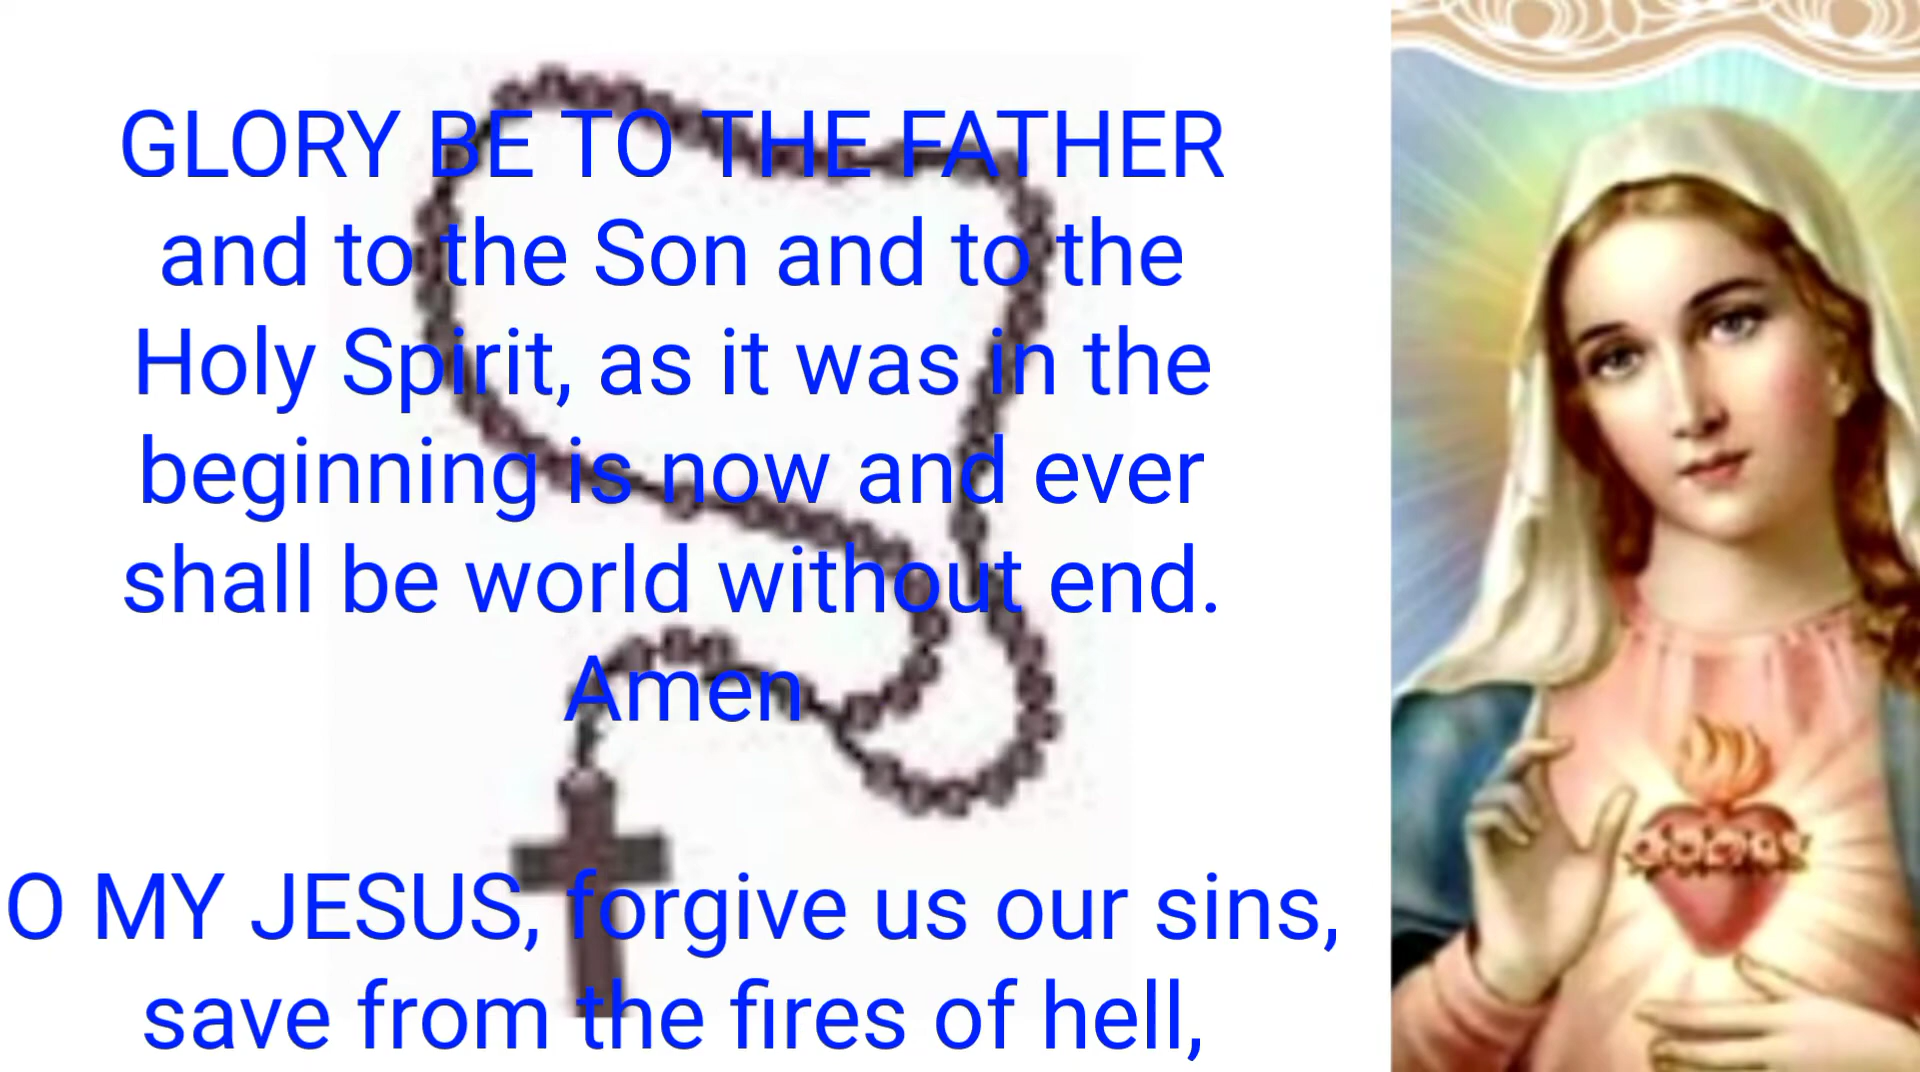 GLORY BE TO THE FATHER
and to the Son and to the
Holy Spirit, as it was in the
beginning is now and ever
shall be world without end.
Amen
O MY JESUS, forgive us our sins,
save from the fires of hell,